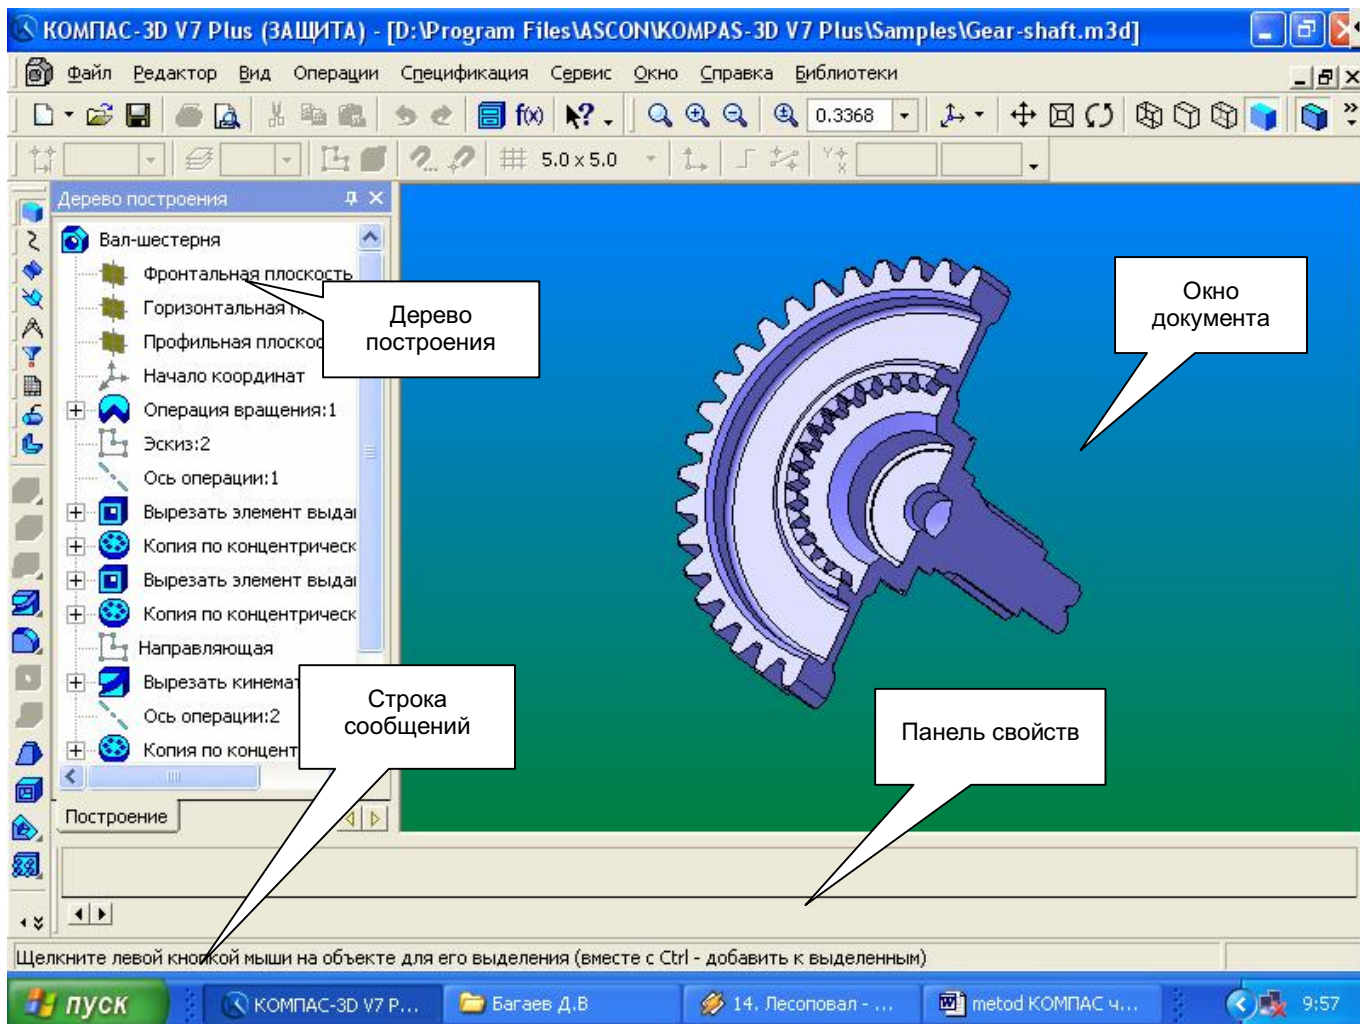 КОМПАС-3D V7 Plus (ЗАЩИТА) - [D:\Program Files\ASCON\KOMPAS-3D V7 Plus\Samples\Gear-shaft.m3d]
Файл Редактор Вид Операции Спецификация Сервис Окно Справка Библиотеки
f(x) 0.3368
5.0 x 5.0
Дерево построения
Вал-шестерня
Фронтальная плоскость
Горизонтальная п
Профильная плоскос
Начало координат
Операция вращения:1
Эскиз:2
Ось операции:1
Вырезать элемент выда
Копия по концентрическ
Вырезать элемент выда
Копия по концентрическ
Направляющая
Вырезать кинемат
Ось операции:2
Копия по концент
Построение
Дерево
построения
Окно
документа
Строка
сообщений
Панель свойств
Щелкните левой кнопкой мыши на объекте для его выделения (вместе с Ctrl - добавить к выделенным)
пуск
КОМПАС-3D V7 P...
Багаев Д.В
14. Лесоповал - ...
metod КОМПАС ч...
9:57